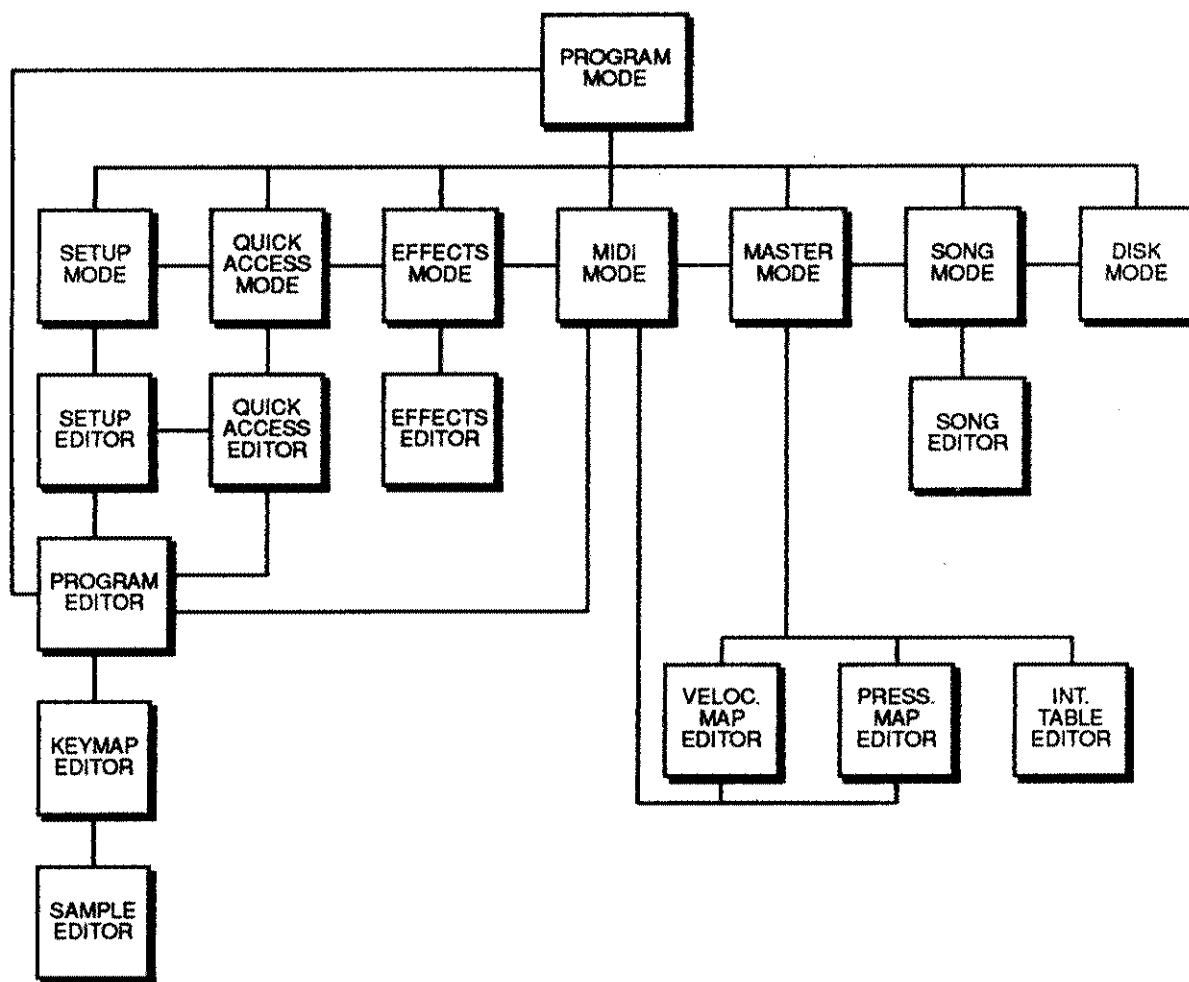 PROGRAM
MODE
SETUP
MODE
QUICK
ACCESS
MODE
EFFECTS
MODE
MIDI
MODE
MASTER
MODE
SONG
MODE
DISK
MODE
SETUP
EDITOR
QUICK
ACCESS
EDITOR
EFFECTS
EDITOR
SONG
EDITOR
PROGRAM
EDITOR
VELOC.
MAP
EDITOR
PRESS.
MAP
EDITOR
INT.
TABLE
EDITOR
KEYMAP
EDITOR
SAMPLE
EDITOR